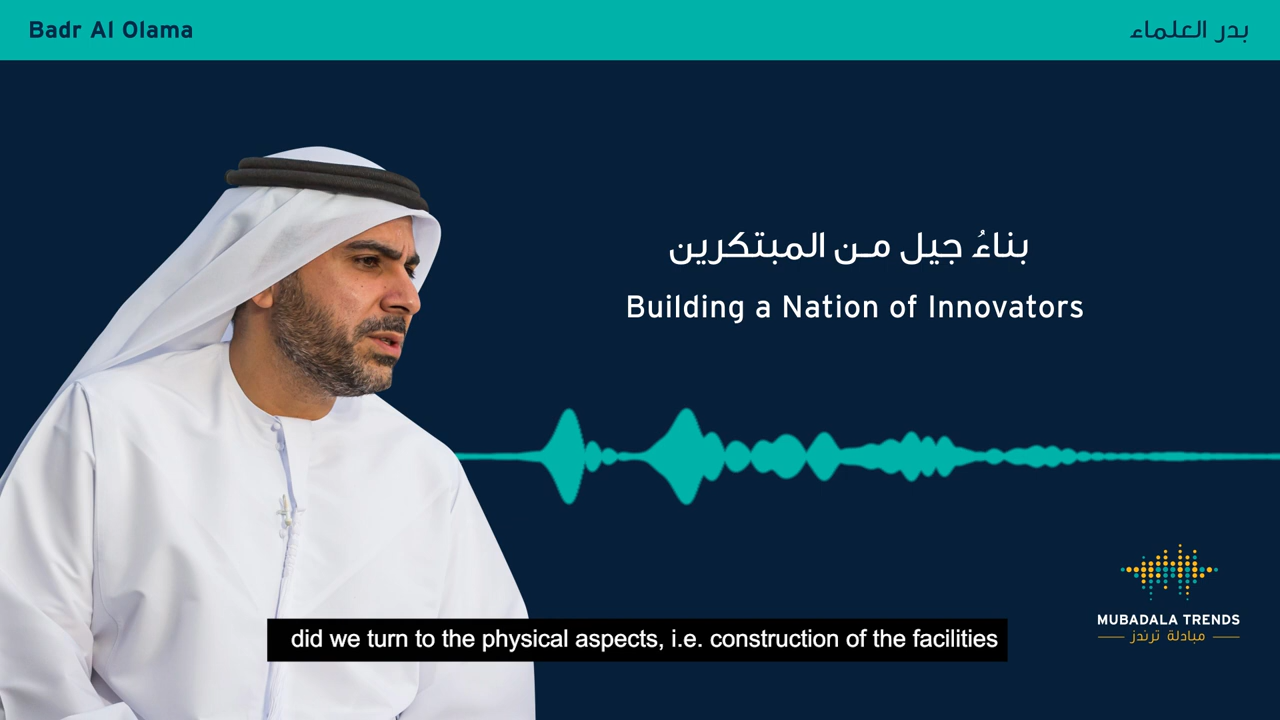 Badr Al Olama
بدر العلماء
بناءُ جيل من المبتكرين
Building a Nation of Innovators
did we turn to the physical aspects, i.e. construction of the facilities
MUBADALA TRENDS
مبادلة ترندز